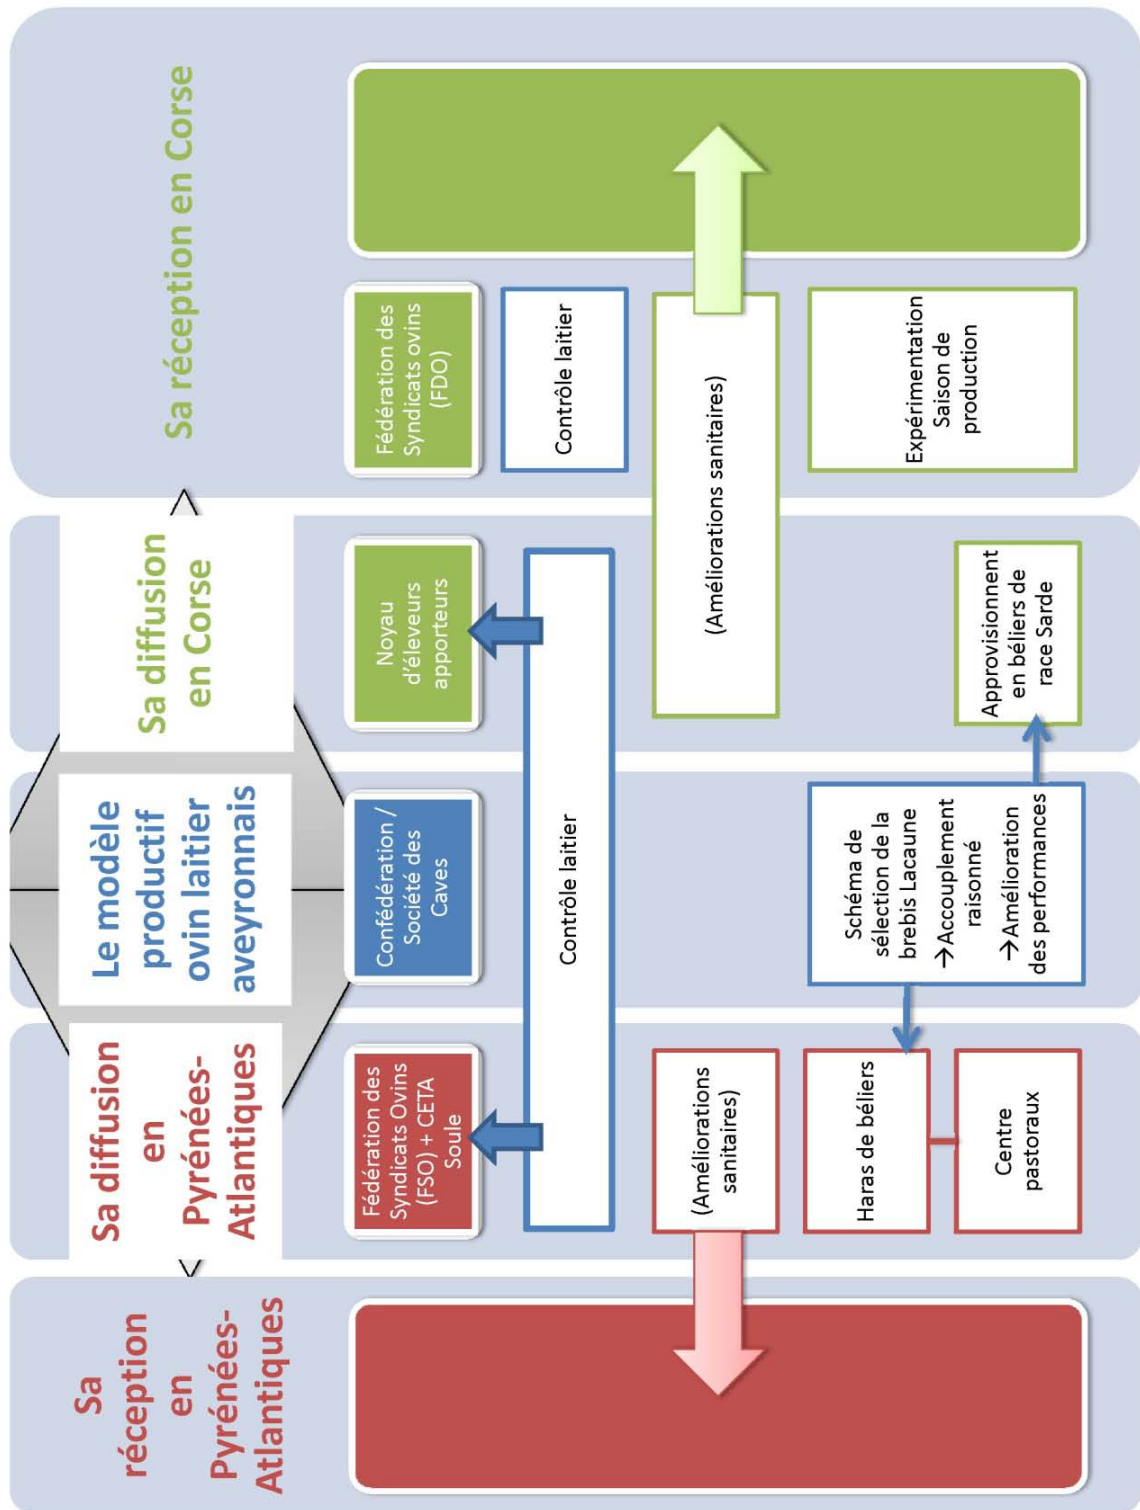 Sa
réception
en
Pyrénées-
Atlantiques
Sa diffusion
en
Pyrénées-
Atlantiques
Fédération des
Syndicats Ovins
(FSO) + CETA
Soule
(Améliorations
sanitaires)
Haras de béliers
Centre
pastoraux
Le modèle
productif
ovin laitier
aveyronnais
Confédération /
Société des
Caves
Contrôle laitier
Schéma de
sélection de la
brebis Lacaune
→Accouplement
raisonné
→Amélioration
des performances
Sa diffusion
en Corse
Noyau
d'éleveurs
apporteurs
(Améliorations sanitaires)
Approvisionnent
en béliers de
race Sarde
Sa réception en Corse
Fédération des
Syndicats ovins
(FDO)
Contrôle laitier
Expérimentation
Saison de
production